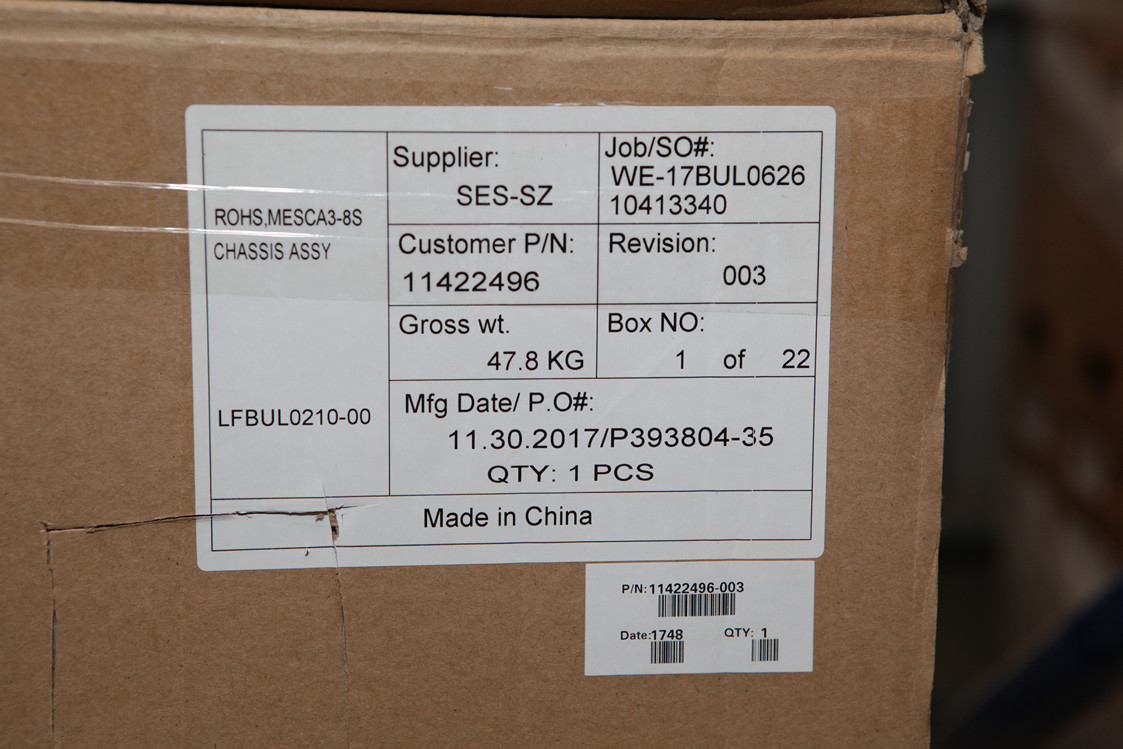 ROHS,MESCA3-8S
CHASSIS ASSY
LFBUL0210-00
Supplier:
SES-SZ
Job/SO#:
WE-17BUL0626
10413340
Customer P/N:
11422496
Revision:
003
Gross wt.
47.8 KG
Box NO:
1 of 22
Mfg Date/ P.O#:
11.30.2017/P393804-35
QTY: 1 PCS
Made in China
P/N:11422496-003
Date:1748 QTY: 1